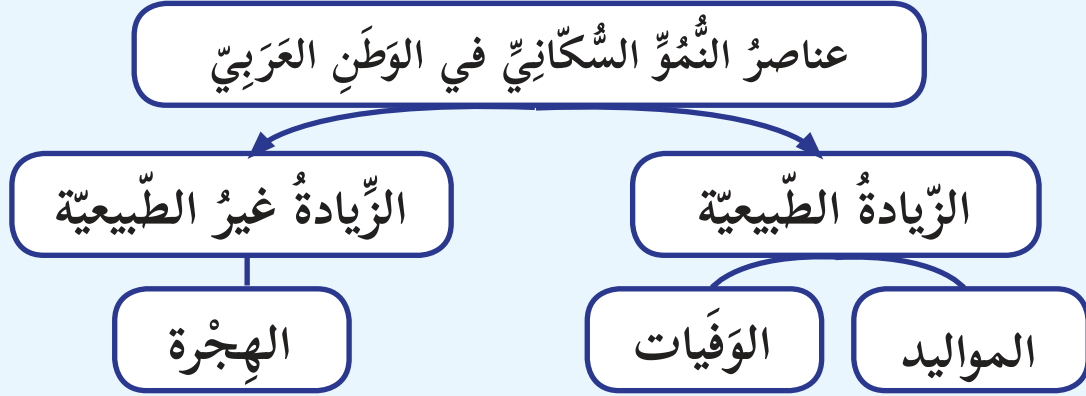 عناصرُ النُّمُوِّ السُّكّانِيِّ في الوَطَنِ العَرَبِيّ
الزّيادةُ الطّبيعيّة
الزِّيادةُ غيرُ الطّبيعيّة
المواليد
الوَفَيات
الهِجْرة